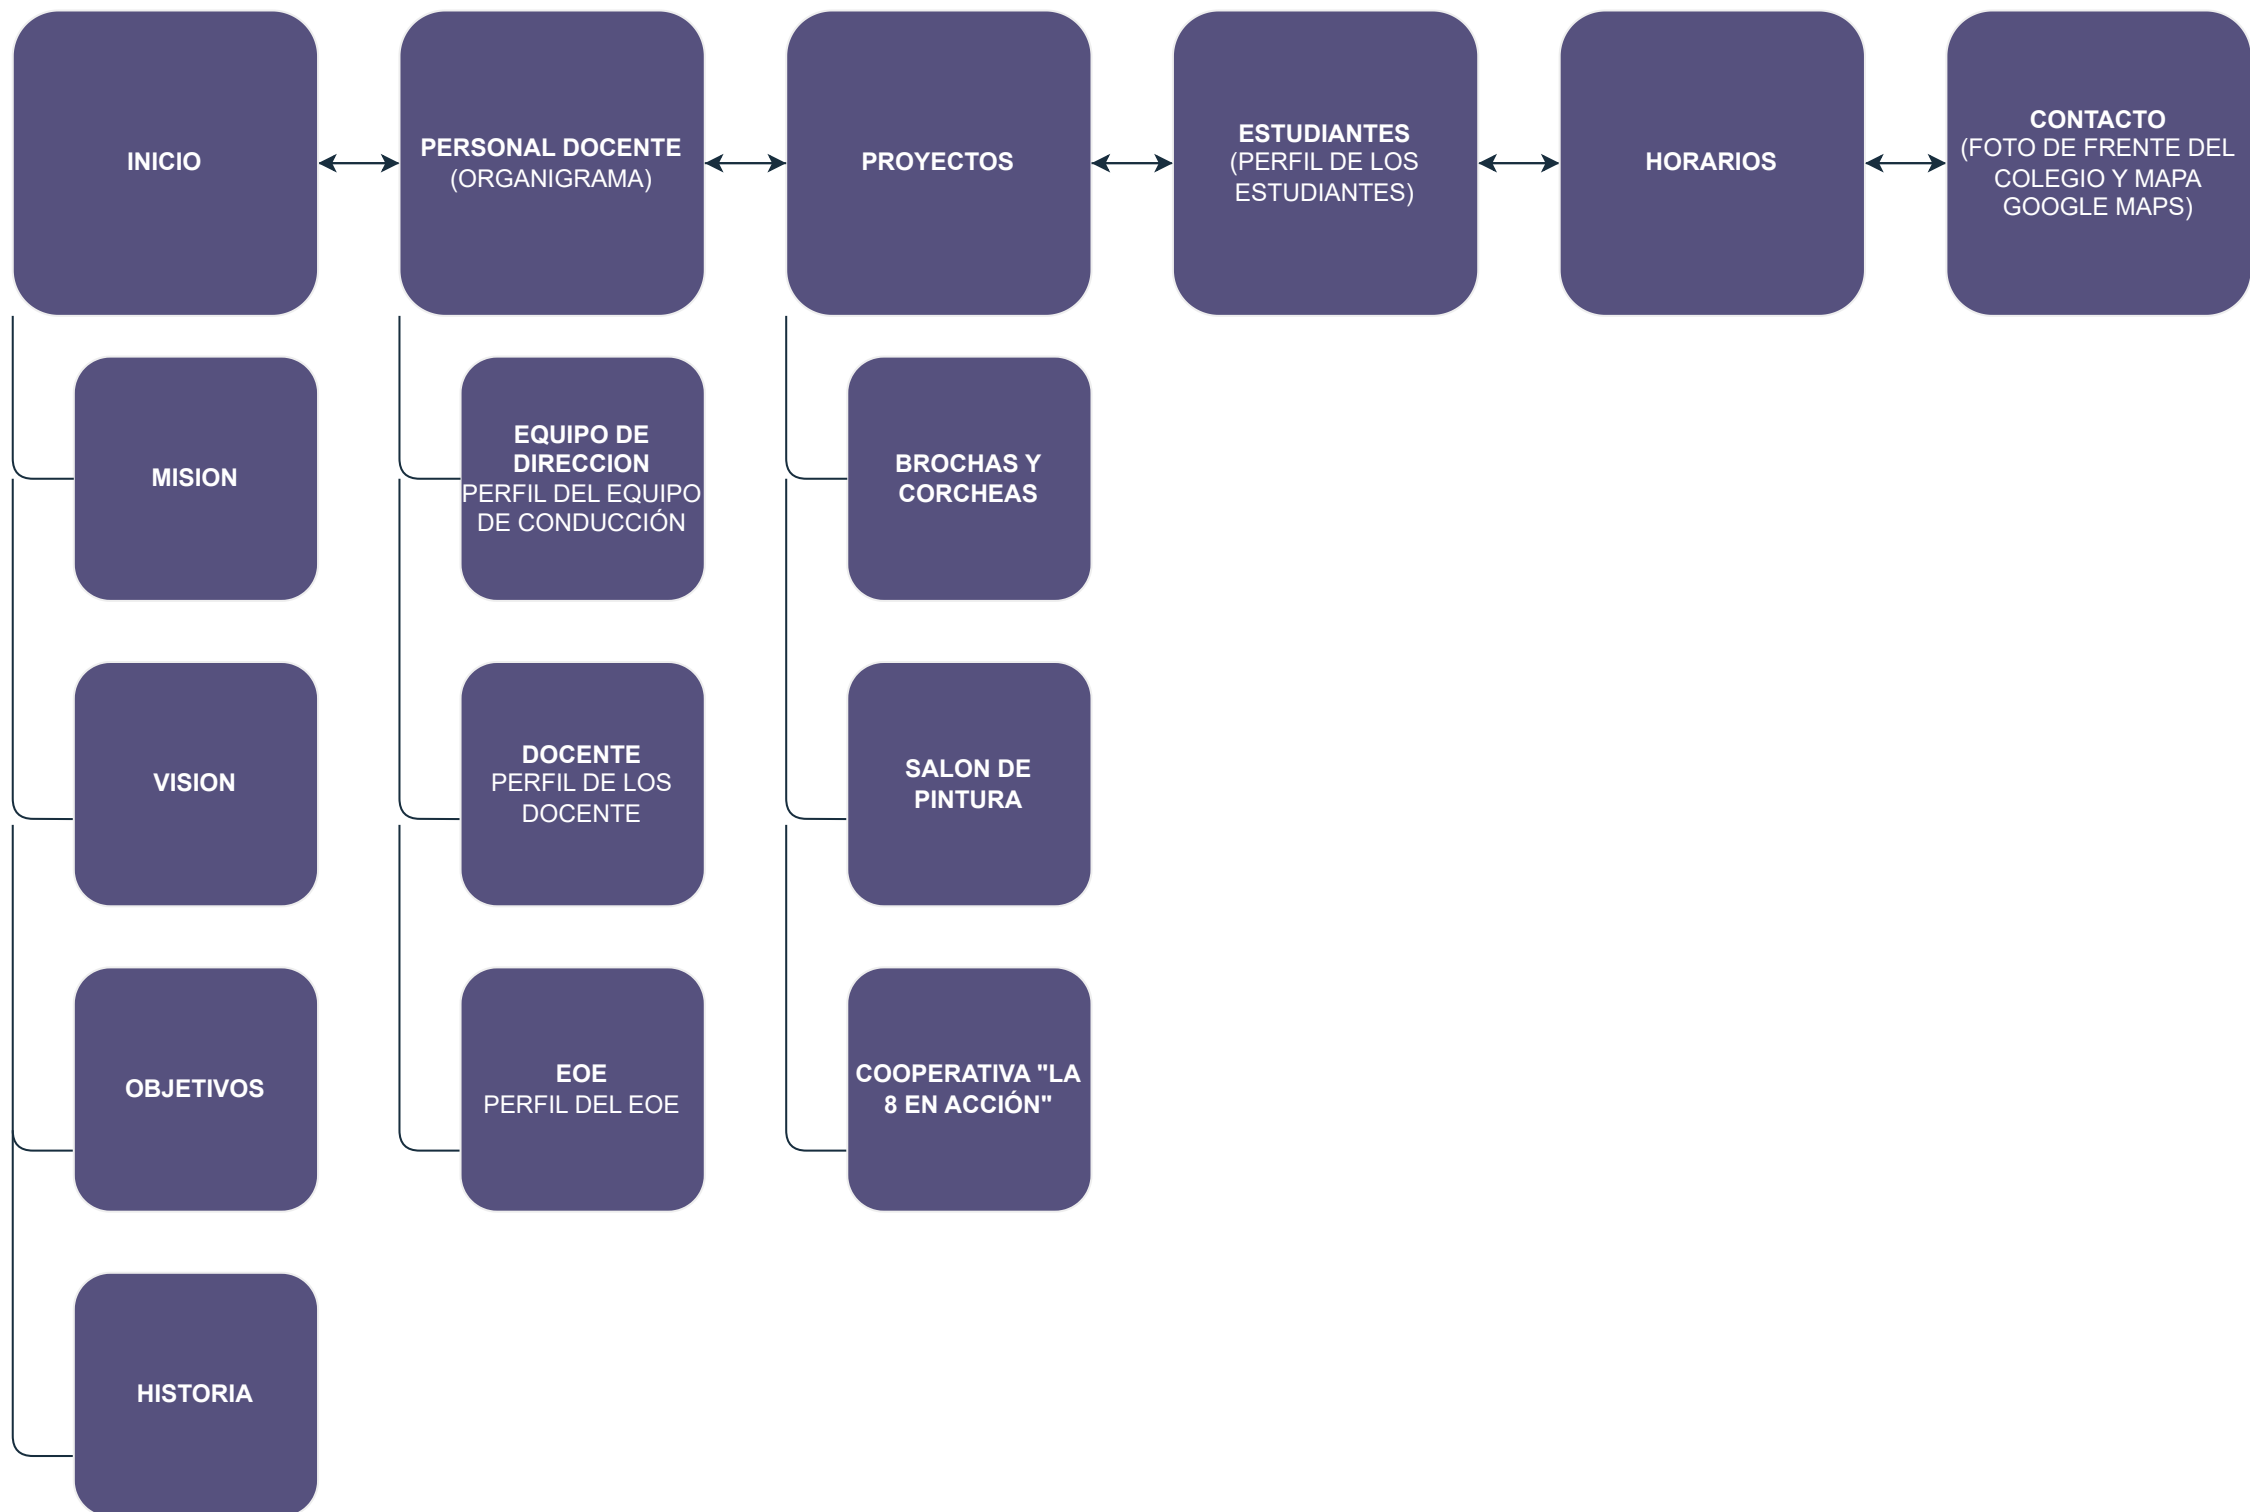 INICIO
PERSONAL DOCENTE
(ORGANIGRAMA)
PROYECTOS
ESTUDIANTES
(PERFIL DE LOS
ESTUDIANTES)
HORARIOS
CONTACTO
(FOTO DE FRENTE DEL
COLEGIO Y MAPA
GOOGLE MAPS)
MISION
EQUIPO DE
DIRECCION
PERFIL DEL EQUIPO
DE CONDUCCIÓN
BROCHAS Y
CORCHEAS
VISION
DOCENTE
PERFIL DE LOS
DOCENTE
SALON DE
PINTURA
OBJETIVOS
EOE
PERFIL DEL EOE
COOPERATIVA "LA
8 EN ACCIÓN"
HISTORIA